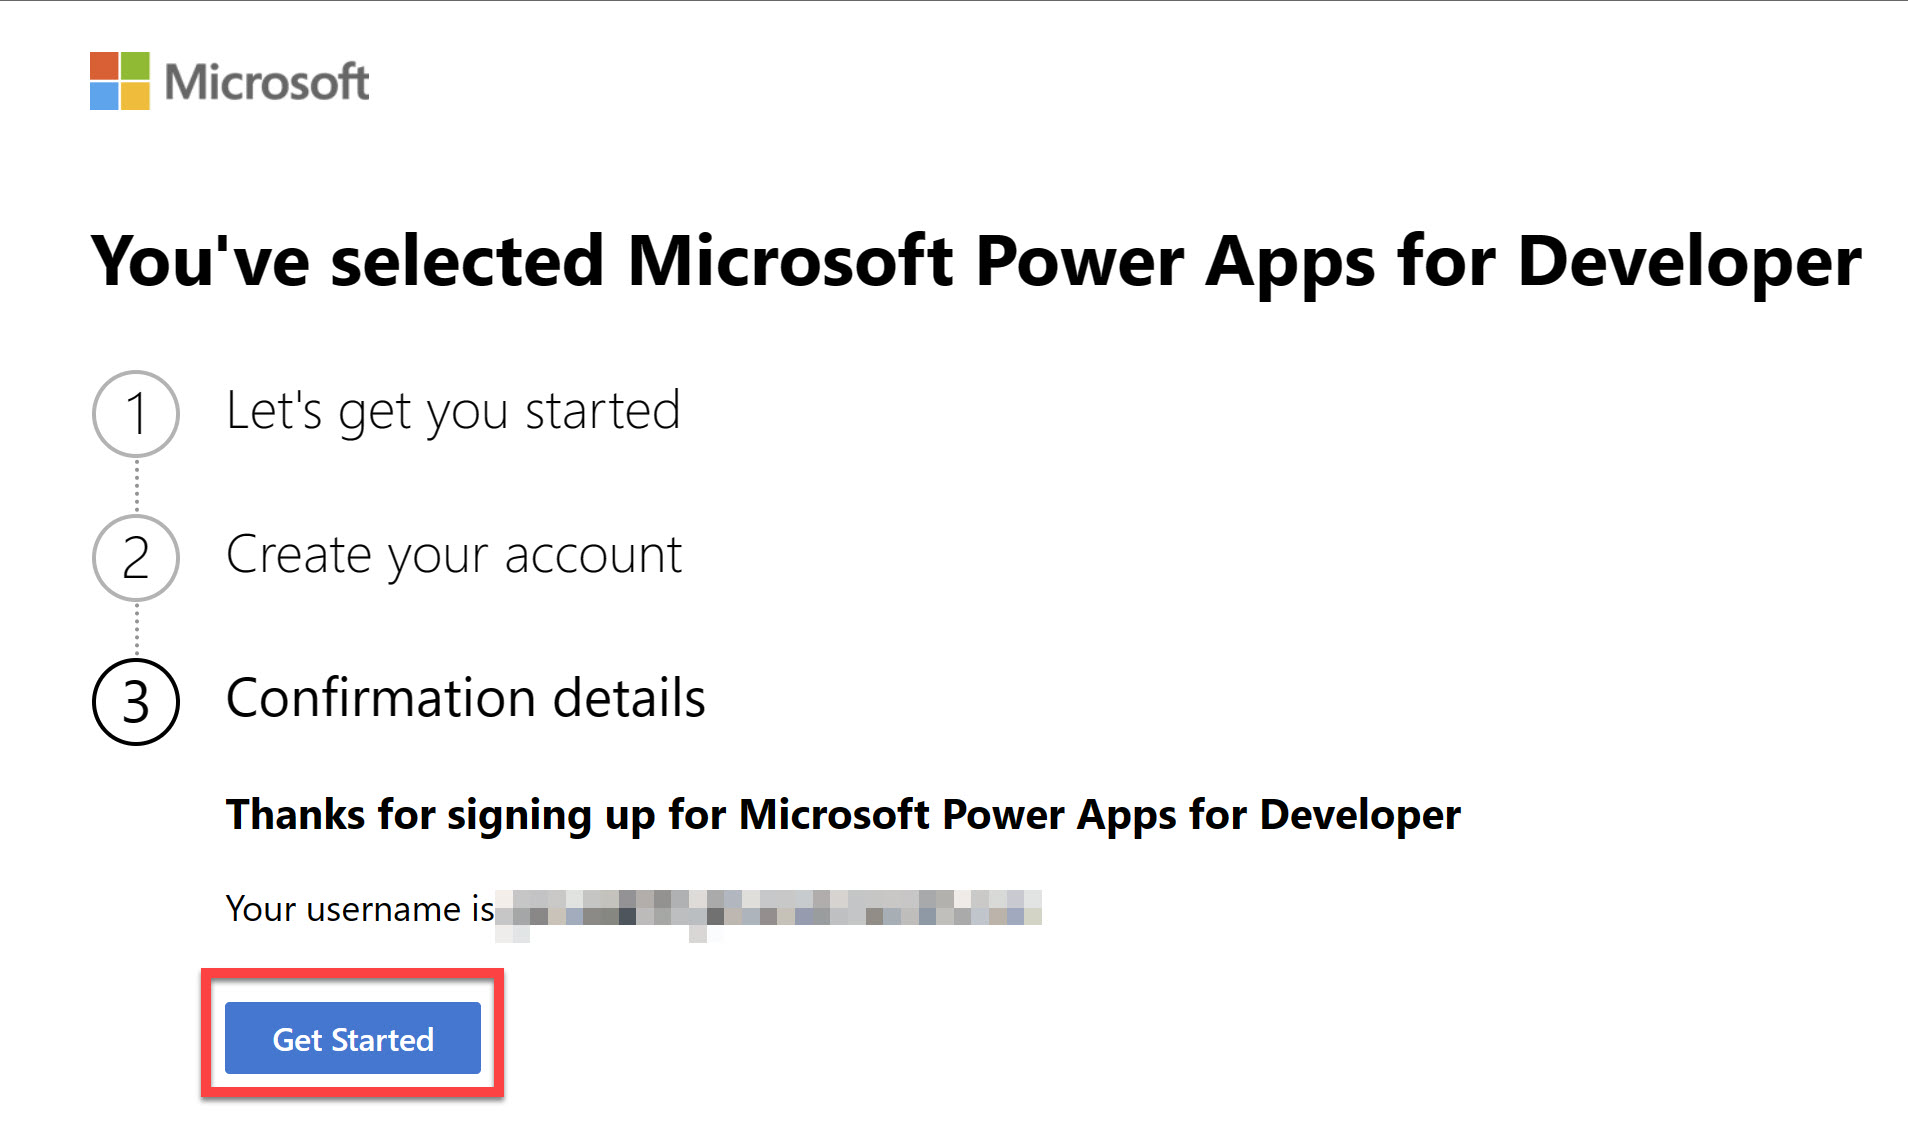 Microsoft
You've selected Microsoft Power Apps for Developer
1 Let's get you started
2 Create your account
3 Confirmation details
Thanks for signing up for Microsoft Power Apps for Developer
Your username is
Get Started